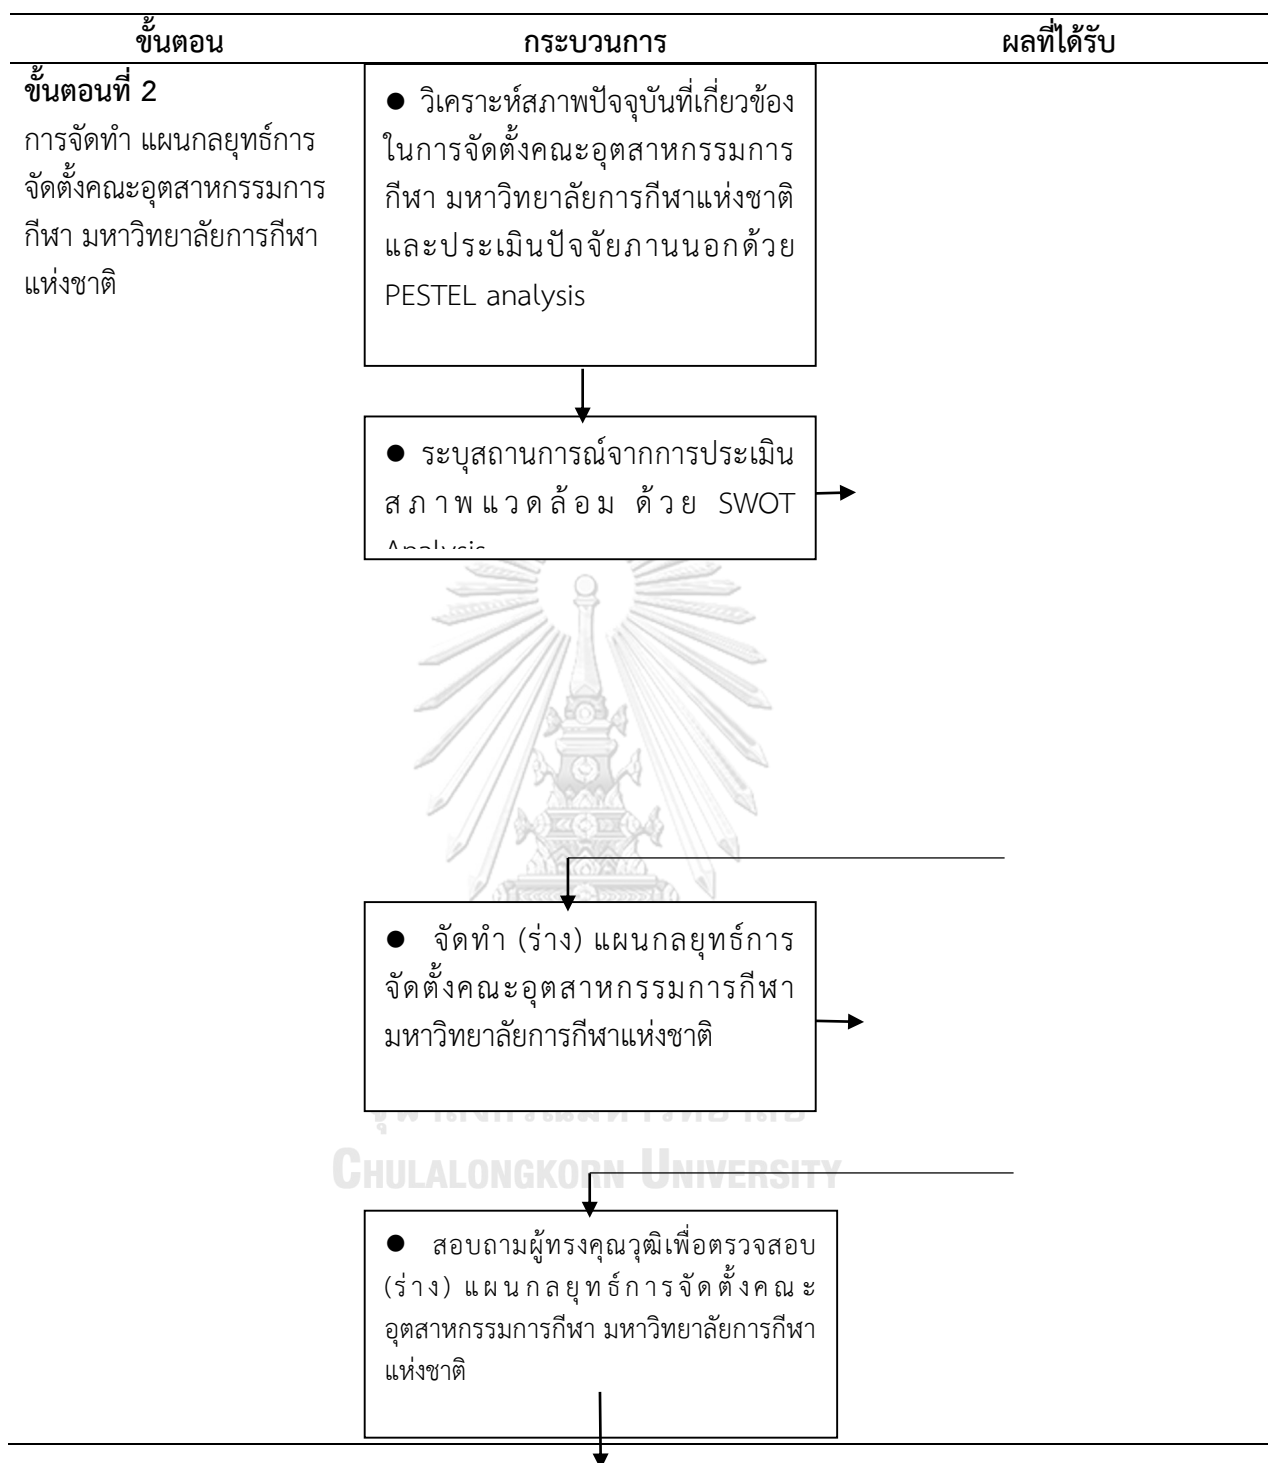 ขั้นตอน กระบวนการ ผลที่ได้รับ
ขั้นตอนที่ 2
การจัดทำ แผนกลยุทธ์การ
จัดตั้งคณะอุตสาหกรรมการ
กีฬา มหาวิทยาลัยการกีฬา
แห่งชาติ
● วิเคราะห์สภาพปัจจุบันที่เกี่ยวข้อง
ในการจัดตั้งคณะอุตสาหกรรมการ
กีฬา มหาวิทยาลัยการกีฬาแห่งชาติ
และประเมินปัจจัยภานนอกด้วย
PESTEL analysis
● ระบุสถานการณ์จากการประเมิน
สภาพแวดล้อม ด้วย SWOT
Analysis
● จัดทำ (ร่าง) แผนกลยุทธ์การ
จัดตั้งคณะอุตสาหกรรมการกีฬา
มหาวิทยาลัยการกีฬาแห่งชาติ
จุฬาลงกรณ์มหาวิทยาลัย
CHULALONGKORN UNIVERSITY
● สอบถามผู้ทรงคุณวุฒิเพื่อตรวจสอบ
(ร่าง) แผนกลยุทธ์การจัดตั้งคณะ
อุตสาหกรรมการกีฬา มหาวิทยาลัยการกีฬา
แห่งชาติ